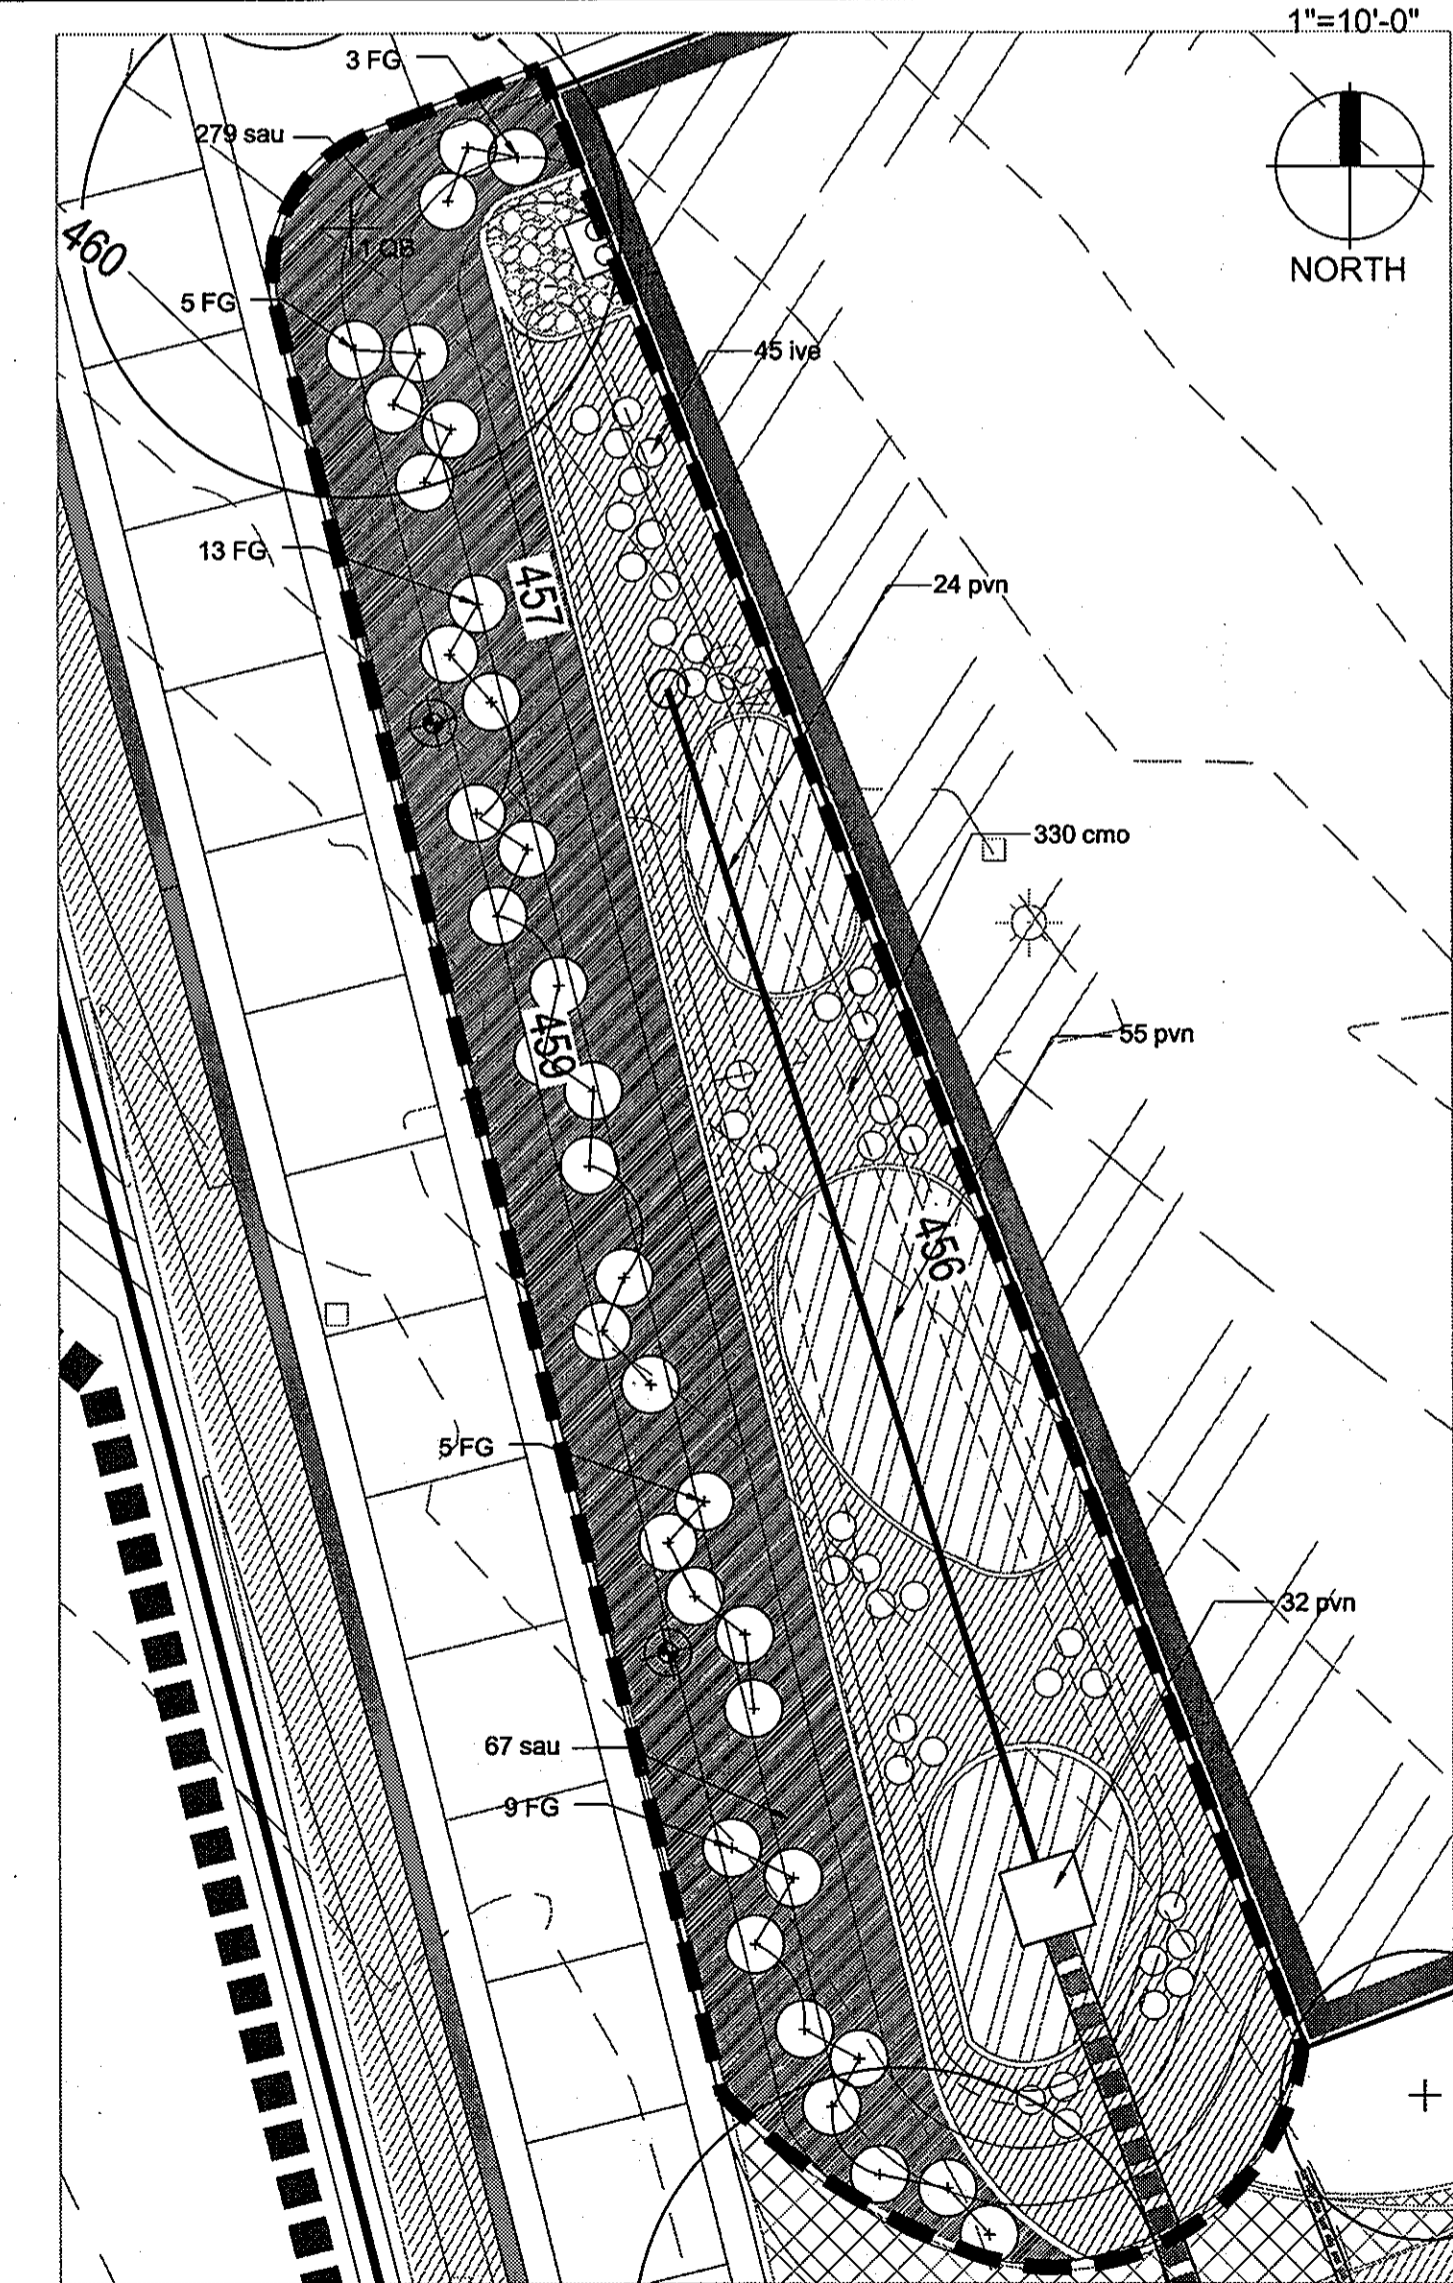 1"=10'-0"
3 FG
279 sau
NORTH
460
1 QB
5 FG
45 ive
13 FG
457
24 pvn
330 cmo
459
55 pvn
456
5 FG
32 pvn
67 sau
9 FG